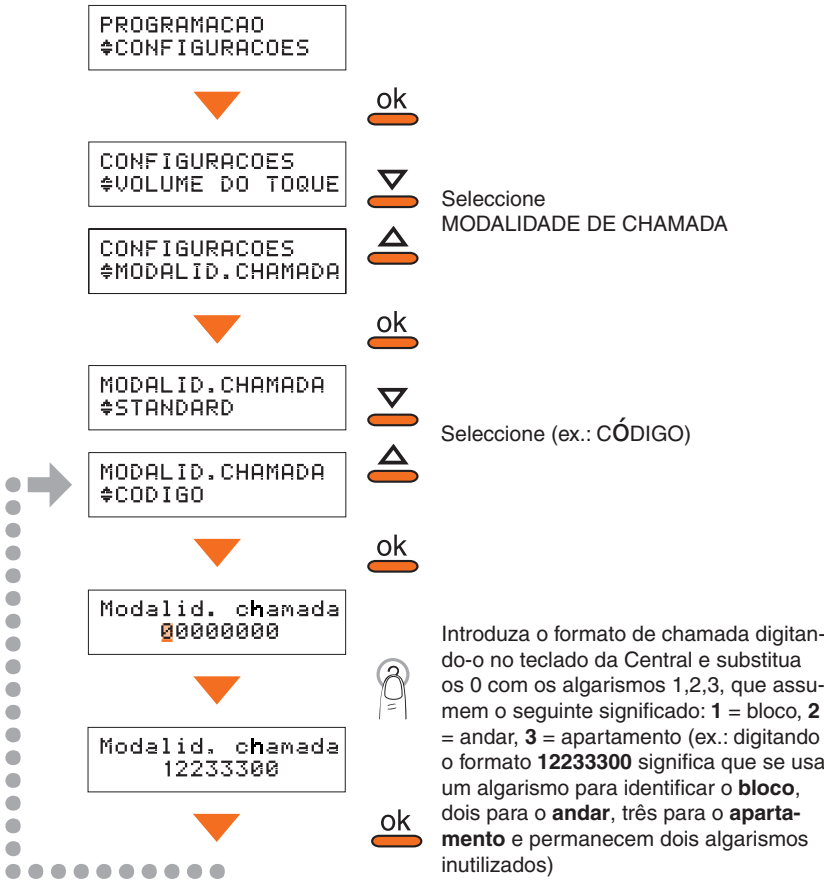 PROGRAMACAO
CONFIGURACOES
ok
CONFIGURACOES
VOLUME DO TOQUE
Seleccione
MODALIDADE DE CHAMADA
CONFIGURACOES
MODALID.CHAMADA
ok
MODALID.CHAMADA
STANDARD
Seleccione (ex.: CÓDIGO)
MODALID.CHAMADA
CODIGO
ok
Modalid. chamada
00000000
Introduza o formato de chamada digitan-
do-o no teclado da Central e substitua
os 0 com os algarismos 1,2,3, que assu-
mem o seguinte significado: 1 = bloco, 2
= andar, 3 = apartamento (ex.: digitando
o formato 12233300 significa que se usa
um algarismo para identificar o bloco,
dois para o andar, três para o aparta-
mento e permanecem dois algarismos
inutilizados)
Modalid. chamada
12233300
ok